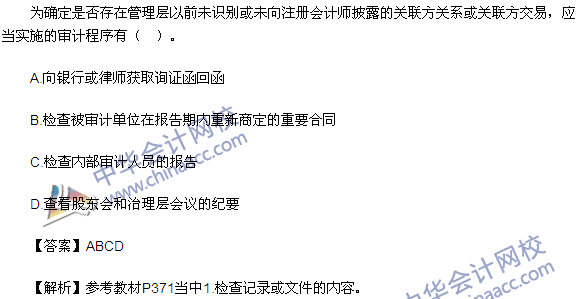 为确定是否存在管理层以前未识别或未向注册会计师披露的关联方关系或关联方交易，应
当实施的审计程序有（　）。
A.向银行或律师获取询证函回函
B.检查被审计单位在报告期内重新商定的重要合同
C.检查内部审计人员的报告
D.查看股东会和治理层会议的纪要
【答案】ABCD
【解析】参考教材P371当中1.检查记录或文件的内容。
中华会计网校
www.chinaacc.com
中华会计网校
www.chinaacc.com